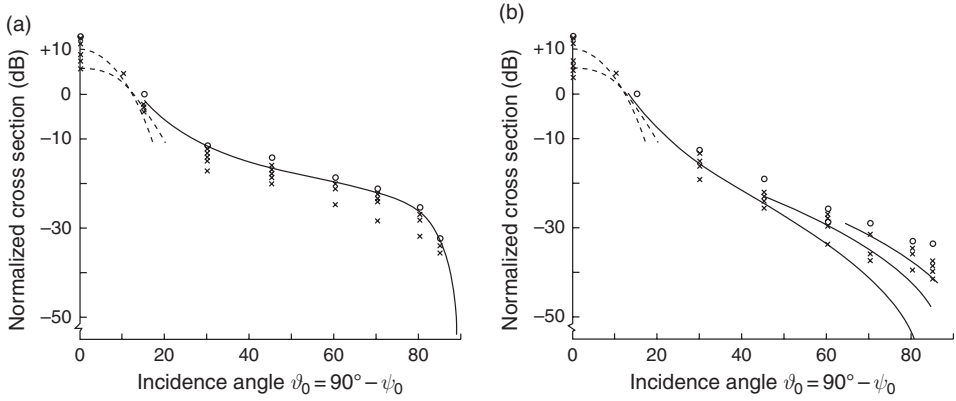 (a)
Normalized cross section (dB)
+10
0
−10
−30
−50
0 20 40 60 80
Incidence angle ϑ0 = 90° − ψ0
(b)
Normalized cross section (dB)
+10
0
−10
−30
−50
0 20 40 60 80
Incidence angle ϑ0 = 90° − ψ0